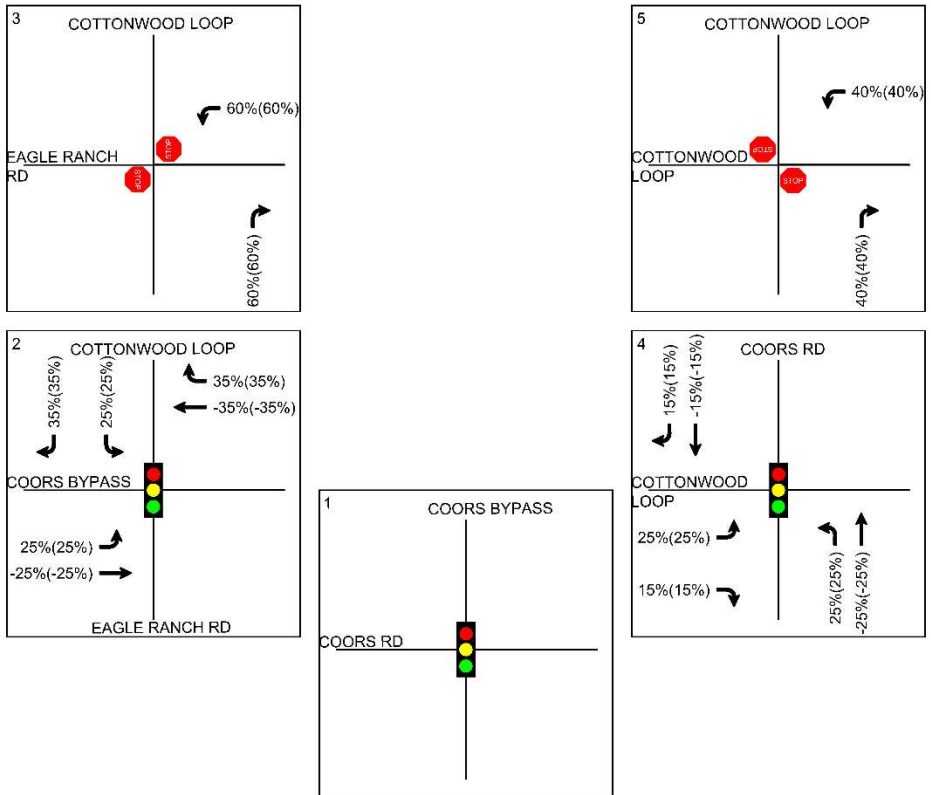 3
COTTONWOOD LOOP
60%(60%)
STOP
EAGLE RANCH
RD
STOP
60%(60%)
5
COTTONWOOD LOOP
40%(40%)
STOP
COTTONWOOD
LOOP
STOP
40%(40%)
2
COTTONWOOD LOOP
35%(35%)
25%(25%)
35%(35%)
-35%(-35%)
COORS BYPASS
25%(25%)
-25%(-25%)
EAGLE RANCH RD
1
COORS BYPASS
COORS RD
4
COORS RD
15%(15%)
-15%(-15%)
COTTONWOOD
LOOP
25%(25%)
15%(15%)
25%(25%)
-25%(-25%)